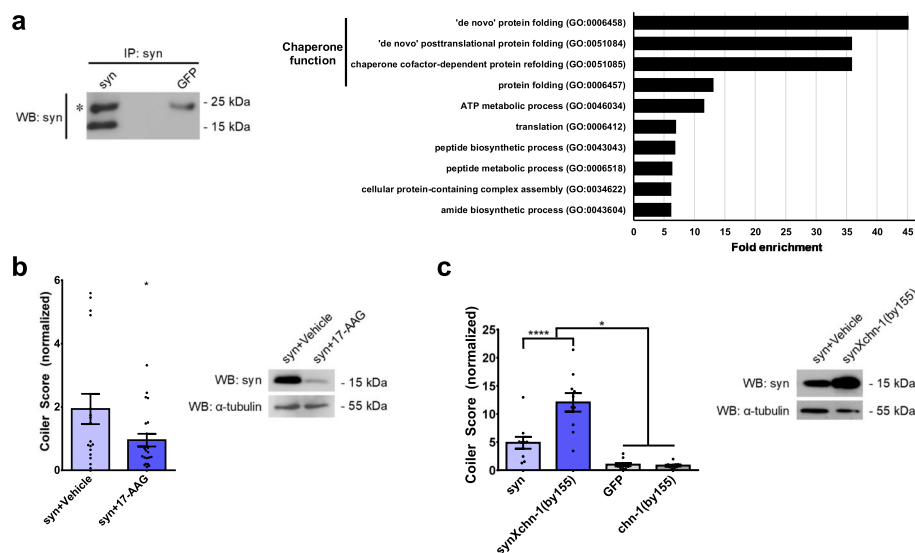 a
IP: syn
syn
GFP
WB: syn
*
- 25 kDa
- 15 kDa
Chaperone
function
'de novo' protein folding (GO:0006458)
'de novo' posttranslational protein folding (GO:0051084)
chaperone cofactor-dependent protein refolding (GO:0051085)
protein folding (GO:0006457)
ATP metabolic process (GO:0046034)
translation (GO:0006412)
peptide biosynthetic process (GO:0043043)
peptide metabolic process (GO:0006518)
cellular protein-containing complex assembly (GO:0034622)
amide biosynthetic process (GO:0043604)
0 5 10 15 20 25 30 35 40 45
Fold enrichment
b
Coiler Score (normalized)
6
4
2
0
*
syn+Vehicle
syn+17-AAG
syn+Vehicle
syn+17-AAG
WB: syn
- 15 kDa
WB: α-tubulin
- 55 kDa
c
Coiler Score (normalized)
25
20
15
10
5
0
****
*
syn
synXchn-1(by155)
GFP
chn-1(by155)
syn+Vehicle
synXchn-1(by155)
WB: syn
- 15 kDa
WB: α-tubulin
- 55 kDa